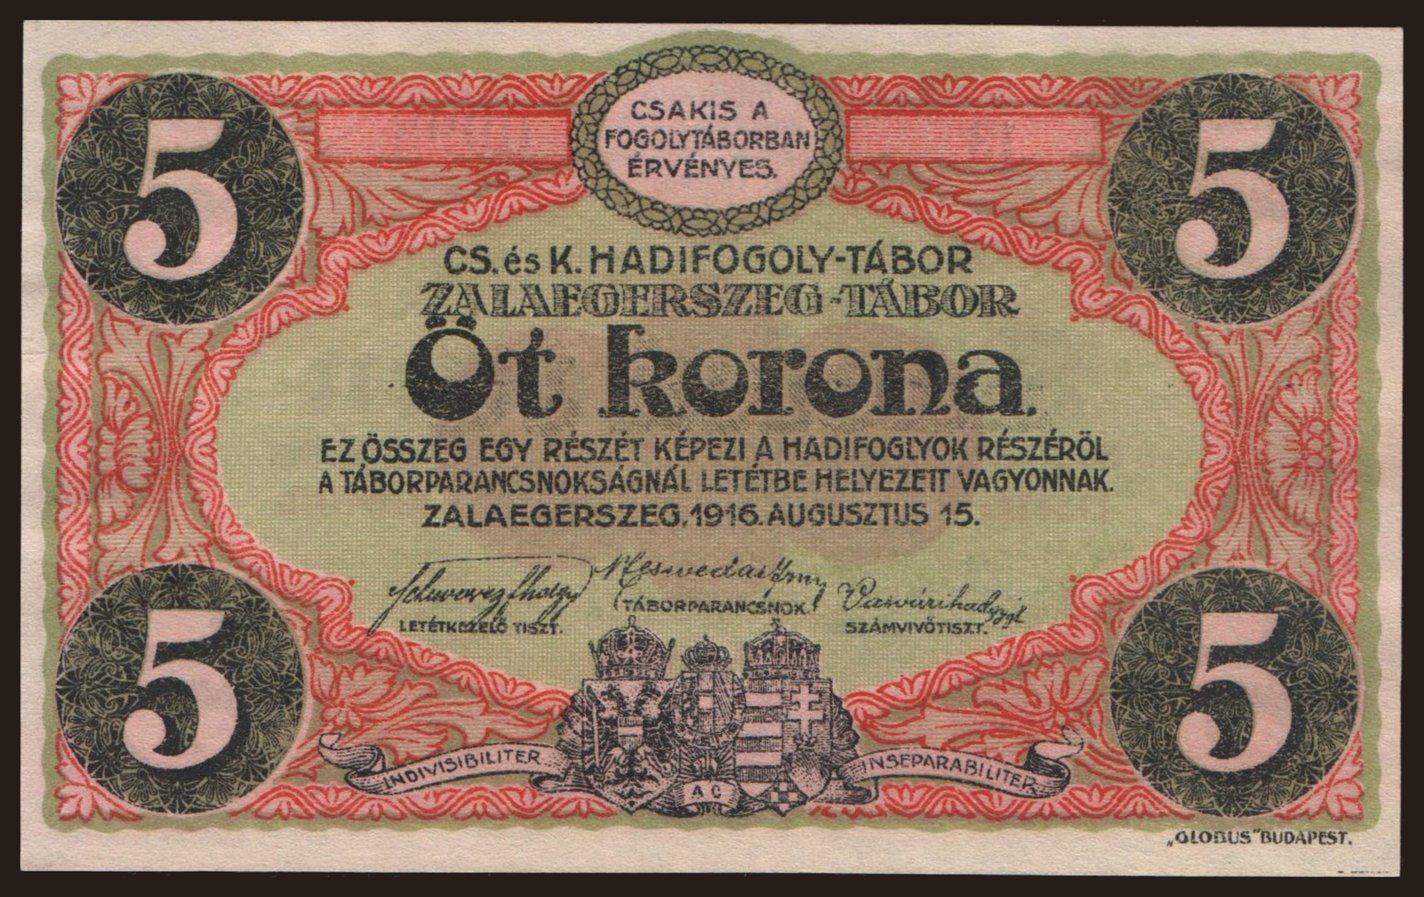 5
5
CSAKIS A
FOGOLYTÁBORBAN
ÉRVÉNYES.
CS. és K. HADIFOGOLY-TÁBOR
ZALAEGERSZEG-TÁBOR
Öt korona.
EZ ÖSSZEG EGY RÉSZÉT KÉPEZI A HADIFOGLYOK RÉSZÉRŐL
A TÁBORPARANCSNOKSÁGNÁL LETÉTBE HELYEZETT VAGYONNAK.
ZALAEGERSZEG, 1916. AUGUSZTUS 15.
LETÉTKEZELŐ TISZT.
TÁBORPARANCSNOK.
SZÁMVIVŐTISZT.
5
5
INDIVISIBILITER
AC
INSEPARABILITER
„GLOBUS" BUDAPEST.